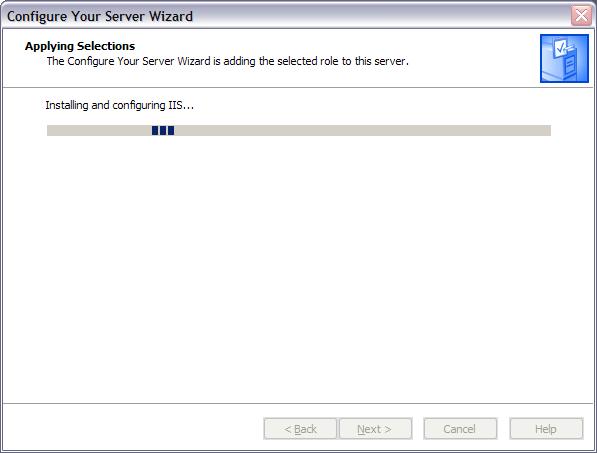 Configure Your Server Wizard
Applying Selections
The Configure Your Server Wizard is adding the selected role to this server.
Installing and configuring IIS...
< Back
Next >
Cancel
Help